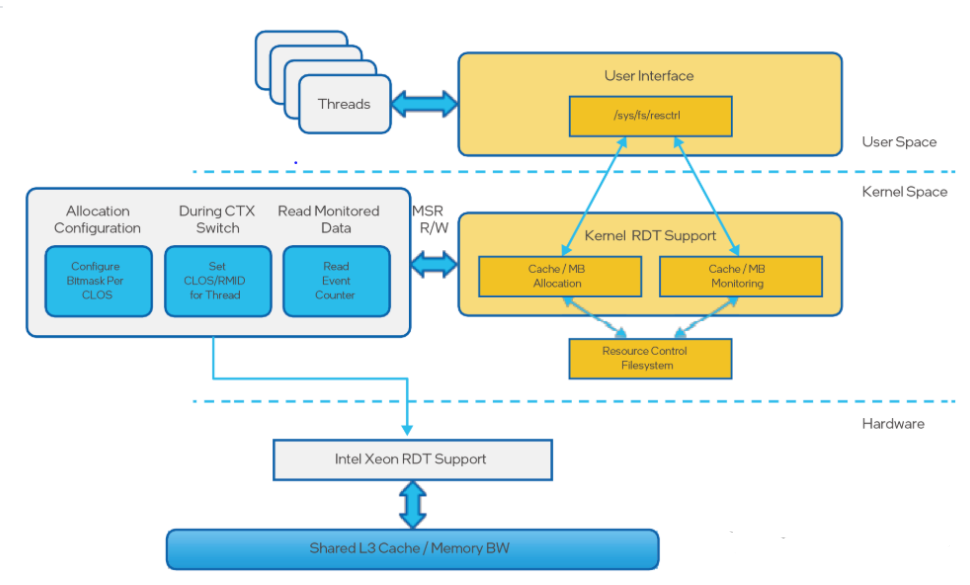 Threads
User Interface
/sys/fs/resctrl
User Space
Kernel Space
Allocation
Configuration
During CTX
Switch
Read Monitored
Data
MSR
R/W
Configure
Bitmask Per
CLOS
Set
CLOS/RMID
for Thread
Read
Event
Counter
Kernel RDT Support
Cache / MB
Allocation
Cache / MB
Monitoring
Resource Control
Filesystem
Hardware
Intel Xeon RDT Support
Shared L3 Cache / Memory BW